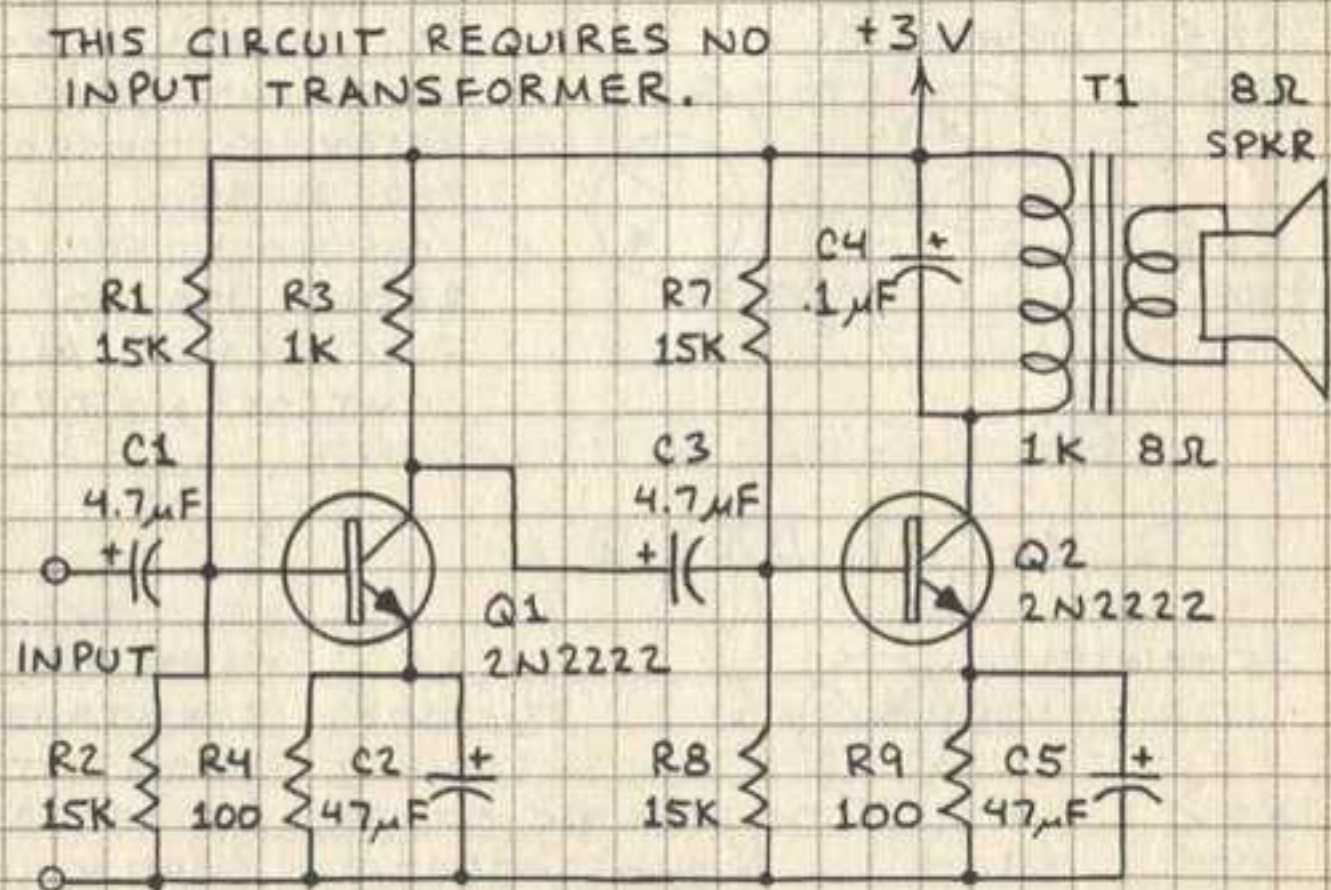 THIS CIRCUIT REQUIRES NO
INPUT TRANSFORMER.
+3 V
T1
8Ω
SPKR
R1
15K
R3
1K
R7
15K
C4
+
.1μF
1K
8Ω
C1
4.7μF
+
C3
4.7μF
+
INPUT
Q1
2N2222
Q2
2N2222
R2
15K
R4
100
C2
+
47μF
R8
15K
R9
100
C5
+
47μF